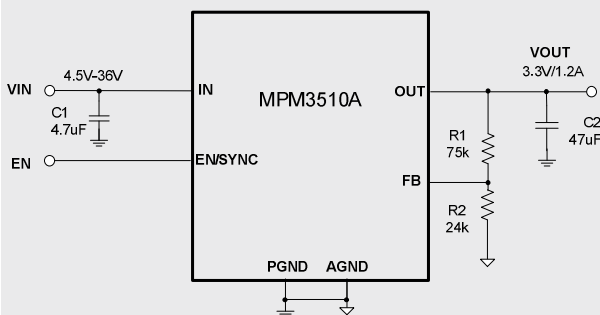 VIN
4.5V-36V
C1
4.7uF
EN
IN
EN/SYNC
MPM3510A
OUT
FB
PGND
AGND
VOUT
3.3V/1.2A
R1
75k
R2
24k
C2
47uF